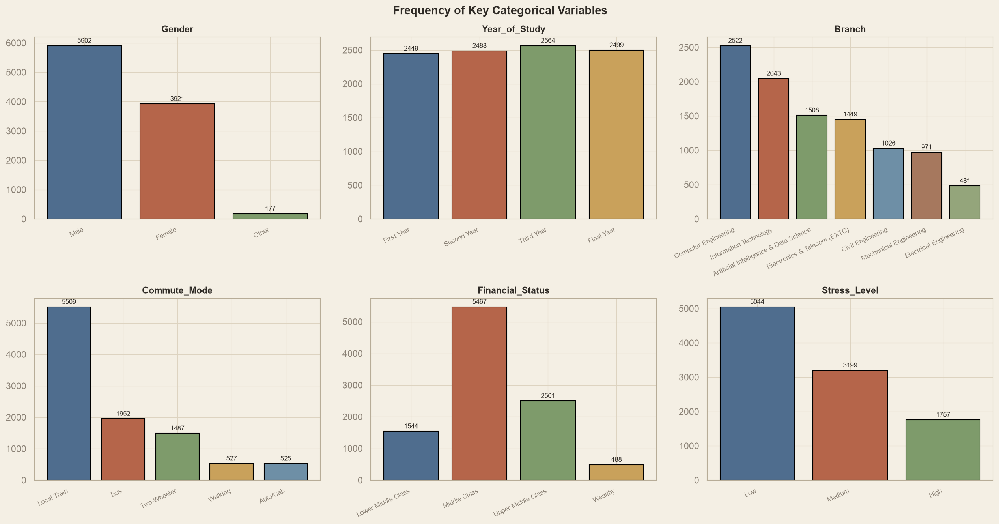 Frequency of Key Categorical Variables
Gender
6000
5000
4000
3000
2000
1000
0
5902
3921
177
Male
Female
Other
Year_of_Study
2500
2000
1500
1000
500
0
2449
2488
2564
2499
First Year
Second Year
Third Year
Final Year
Branch
2500
2000
1500
1000
500
0
2522
2043
1508
1449
1026
971
481
Computer Engineering
Information Technology
Artificial Intelligence & Data Science
Electronics & Telecom (EXTC)
Civil Engineering
Mechanical Engineering
Electrical Engineering
Commute_Mode
5000
4000
3000
2000
1000
0
5509
1952
1487
527
525
Local Train
Bus
Two-Wheeler
Walking
Auto/Cab
Financial_Status
5000
4000
3000
2000
1000
0
1544
5467
2501
488
Lower Middle Class
Middle Class
Upper Middle Class
Wealthy
Stress_Level
5000
4000
3000
2000
1000
0
5044
3199
1757
Low
Medium
High